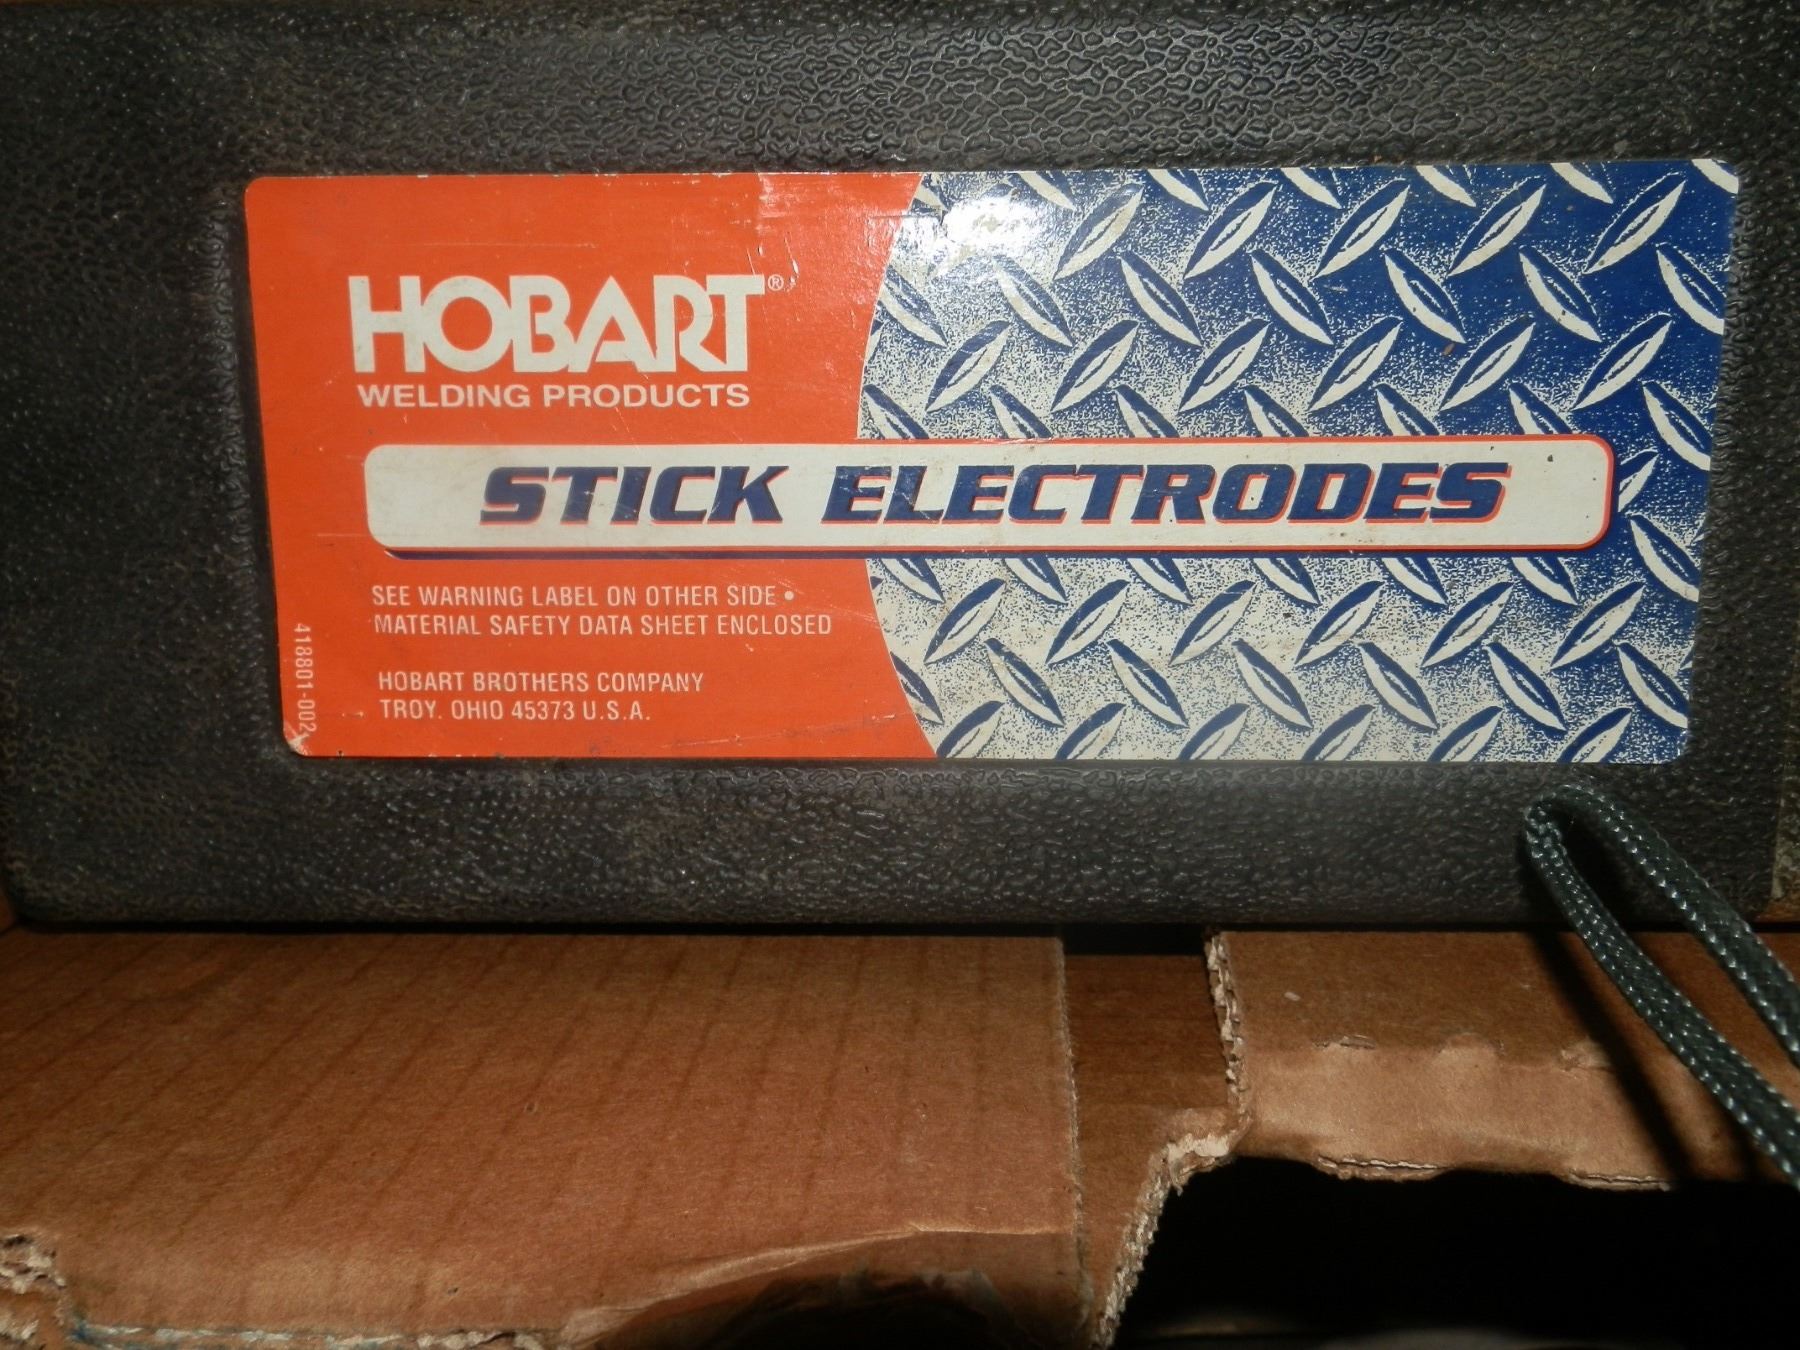 HOBART®
WELDING PRODUCTS
STICK ELECTRODES
SEE WARNING LABEL ON OTHER SIDE •
MATERIAL SAFETY DATA SHEET ENCLOSED
HOBART BROTHERS COMPANY
TROY, OHIO 45373 U.S.A.
418801-002